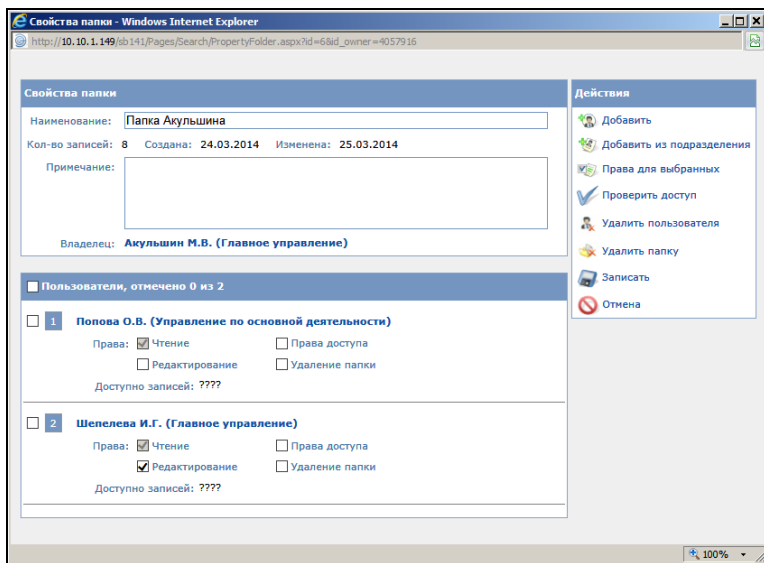 Свойства папки - Windows Internet Explorer
http://10.10.1.149/sb141/Pages/Search/PropertyFolder.aspx?id=6&id_owner=4057916
Свойства папки
Наименование: Папка Акульшина
Кол-во записей: 8 Создана: 24.03.2014 Изменена: 25.03.2014
Примечание:
Владелец: Акульшин М.В. (Главное управление)
Пользователи, отмечено 0 из 2
1 Попова О.В. (Управление по основной деятельности)
Права: Чтение Права доступа
Редактирование Удаление папки
Доступно записей: ????
2 Шепелева И.Г. (Главное управление)
Права: Чтение Права доступа
Редактирование Удаление папки
Доступно записей: ????
Действия
Добавить
Добавить из подразделения
Права для выбранных
Проверить доступ
Удалить пользователя
Удалить папку
Записать
Отмена
100%